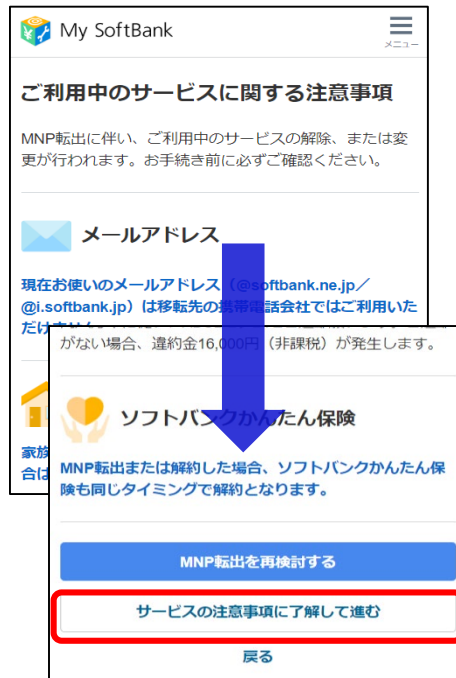 My SoftBank
メニュー
ご利用中のサービスに関する注意事項
MNP転出に伴い、ご利用中のサービスの解除、または変
更が行われます。お手続き前に必ずご確認ください。
メールアドレス
現在お使いのメールアドレス（@softbank.ne.jp／
@i.softbank.jp）は移転先の携帯電話会社ではご利用いた
だけ
がない場合、違約金16,000円（非課税）が発生します。
家族
合は
ソフトバンクかんたん保険
MNP転出または解約した場合、ソフトバンクかんたん保
険も同じタイミングで解約となります。
MNP転出を再検討する
サービスの注意事項に了解して進む
戻る